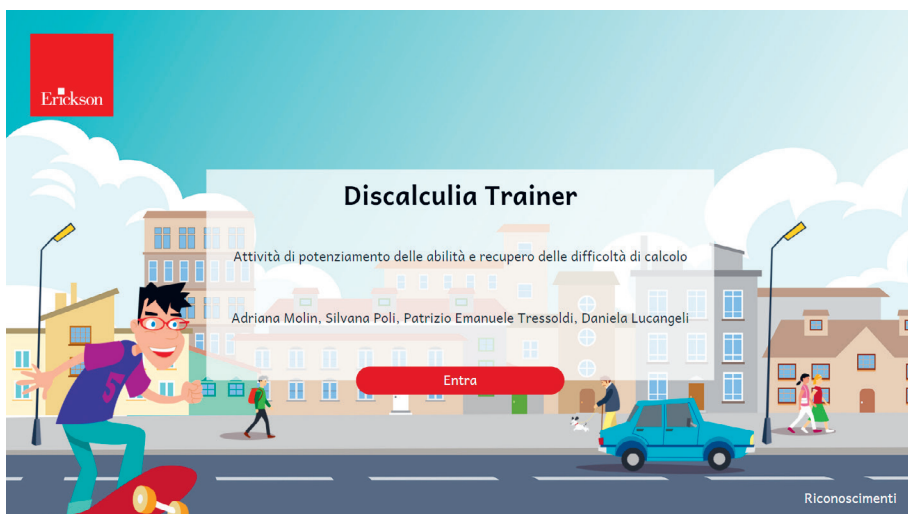 Erickson
Discalculia Trainer
Attività di potenziamento delle abilità e recupero delle difficoltà di calcolo
Adriana Molin, Silvana Poli, Patrizio Emanuele Tressoldi, Daniela Lucangeli
Entra
5
Riconoscimenti